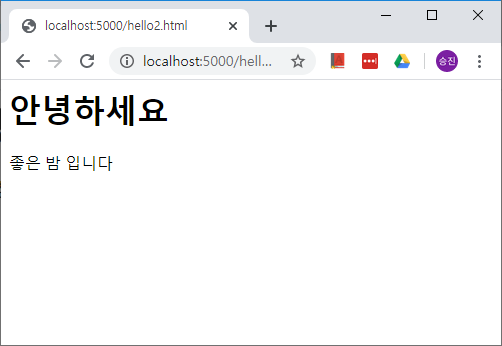 localhost:5000/hello2.html
localhost:5000/hell...
승진
안녕하세요
좋은 밤 입니다